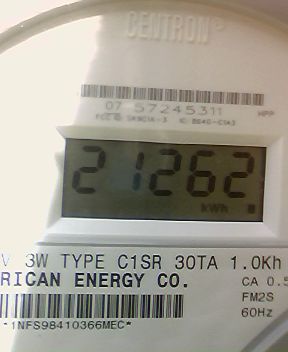 CENTRON®
07 57245311 HPP
21262
kWh
V 3W TYPE C1SR 30TA 1.0Kh
RICAN ENERGY CO. CA 0.5
FM2S
*1NFS98410366MEC* 60Hz